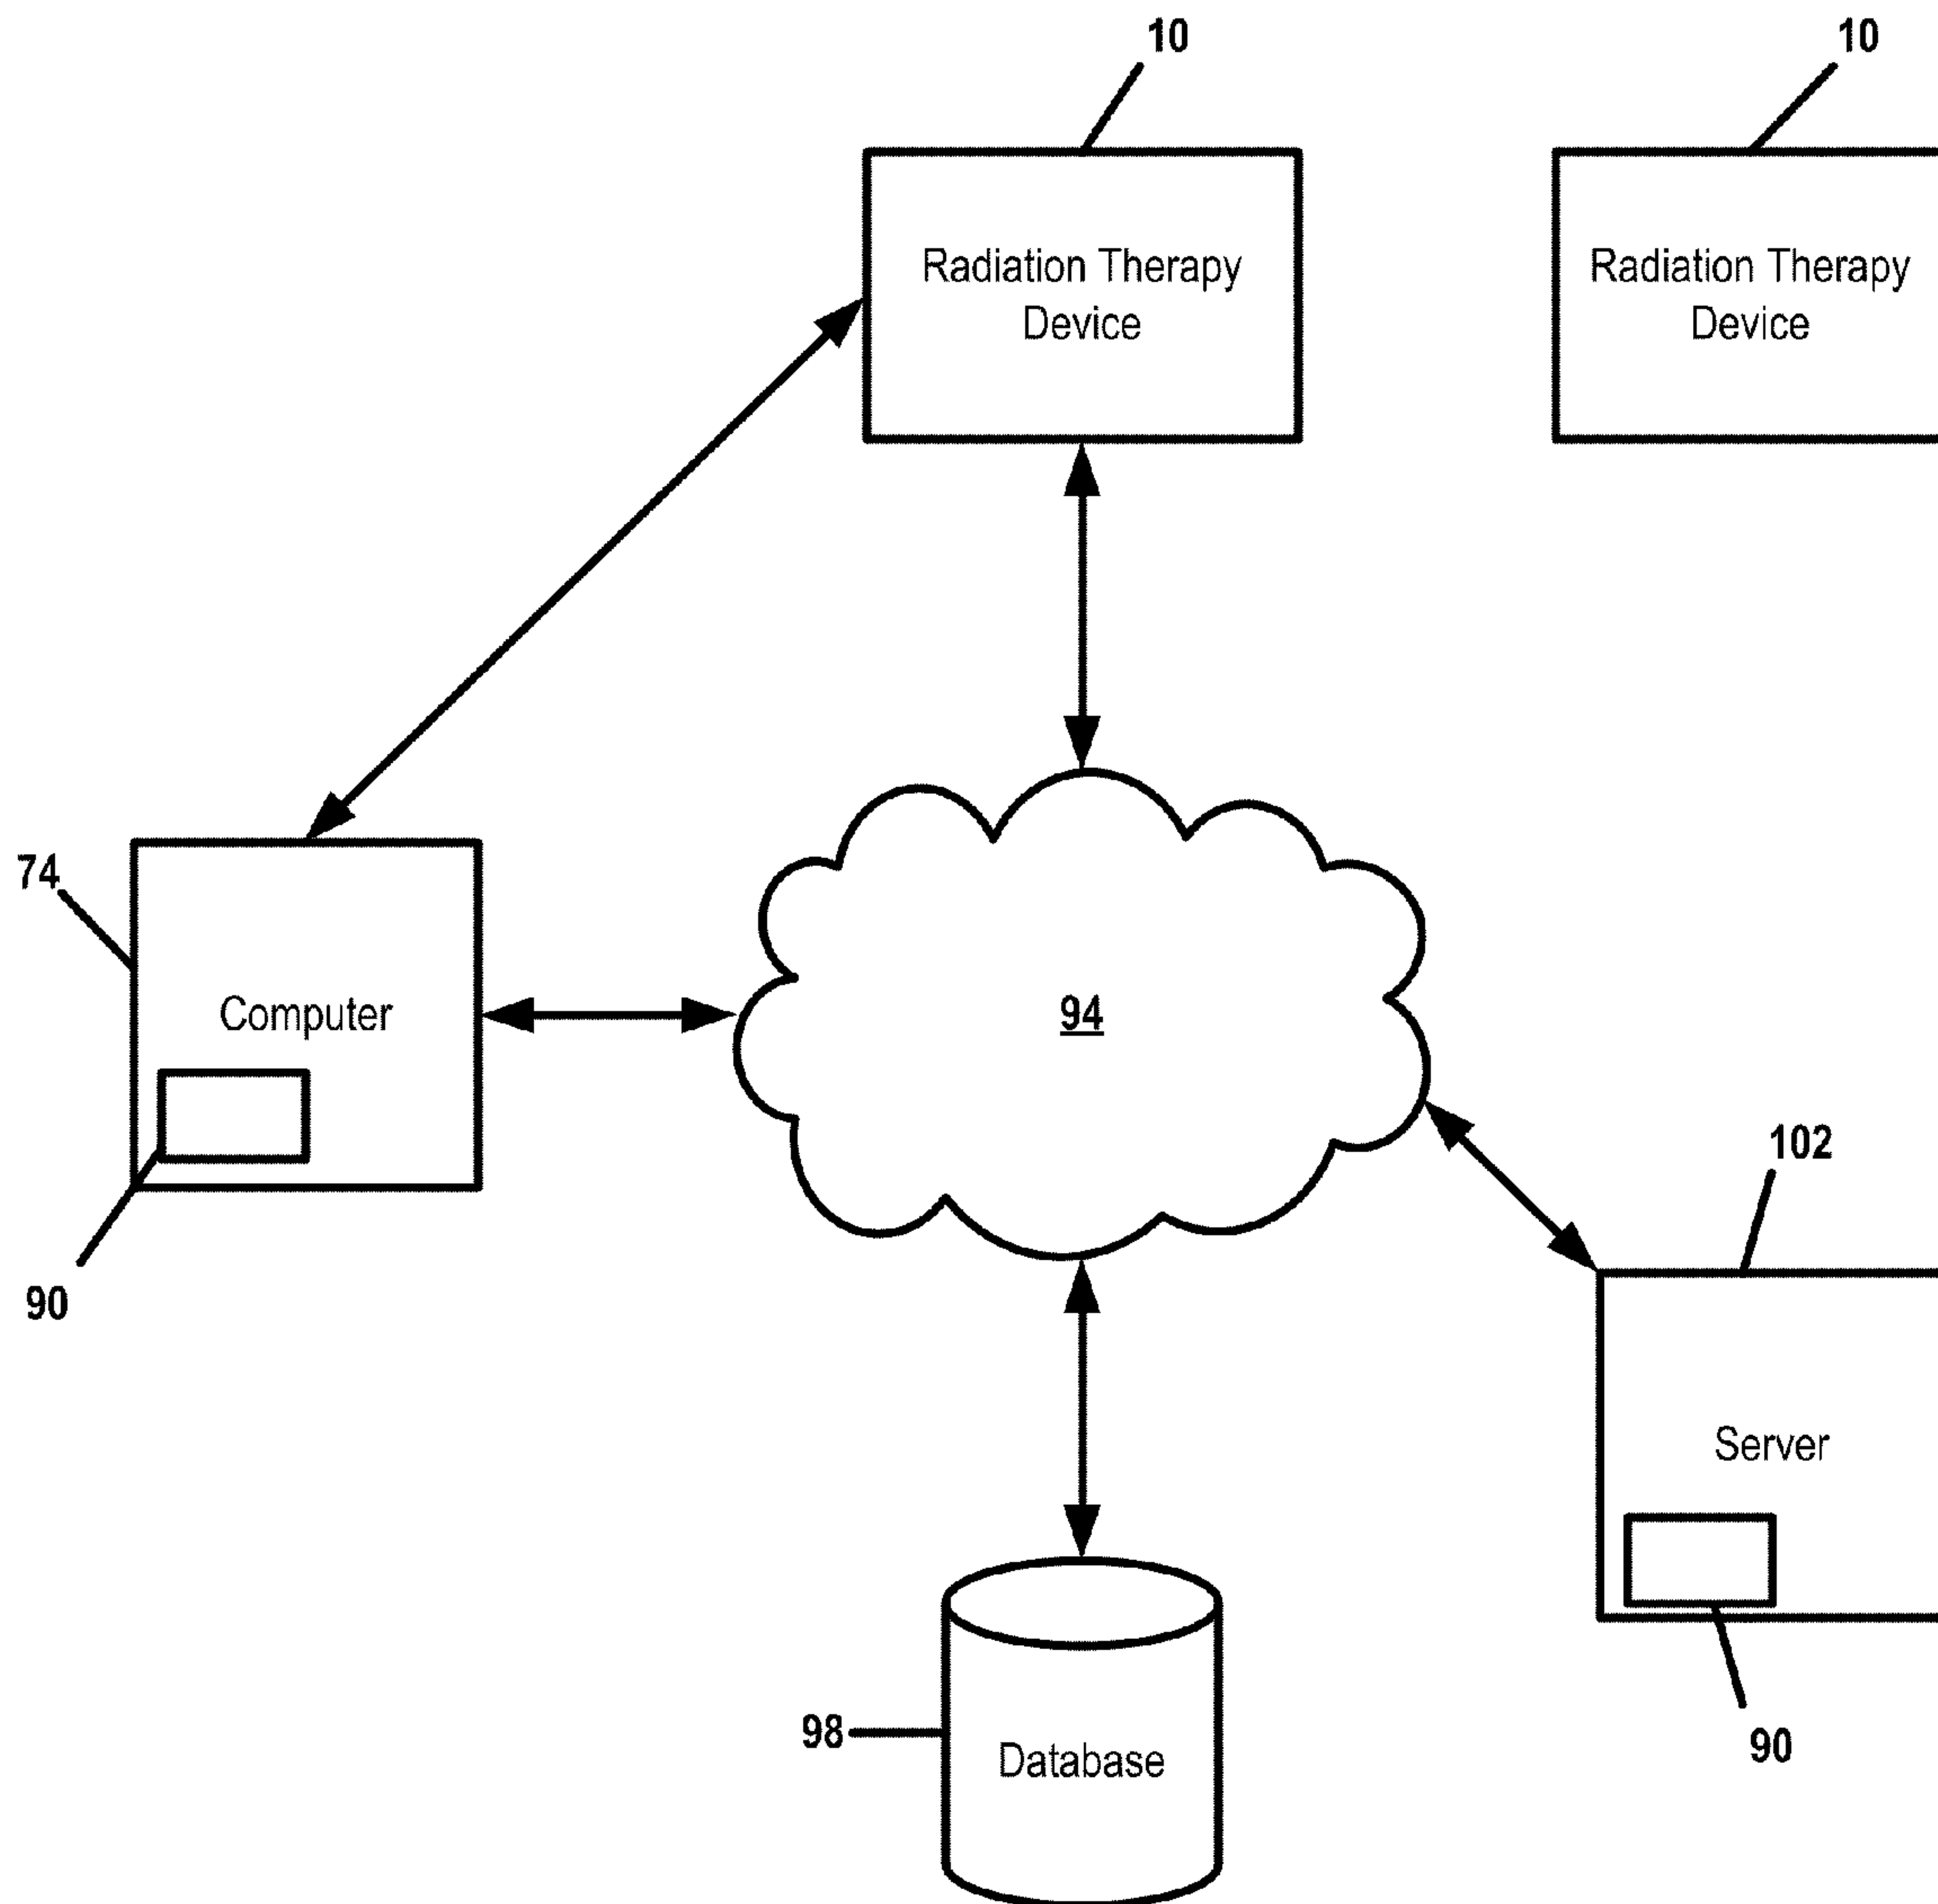 10
10
Radiation Therapy
Device
Radiation Therapy
Device
74
Computer
94
90
102
Server
98
Database
90